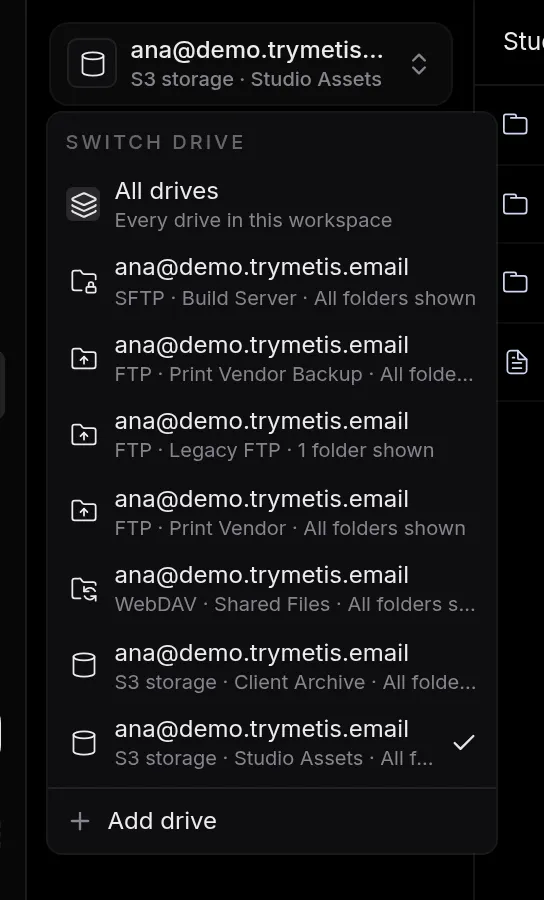 ana@demo.trymetis...
S3 storage · Studio Assets
SWITCH DRIVE
All drives
Every drive in this workspace
ana@demo.trymetis.email
SFTP · Build Server · All folders shown
ana@demo.trymetis.email
FTP · Print Vendor Backup · All folde...
ana@demo.trymetis.email
FTP · Legacy FTP · 1 folder shown
ana@demo.trymetis.email
FTP · Print Vendor · All folders shown
ana@demo.trymetis.email
WebDAV · Shared Files · All folders s...
ana@demo.trymetis.email
S3 storage · Client Archive · All folde...
ana@demo.trymetis.email
S3 storage · Studio Assets · All f...
Add drive